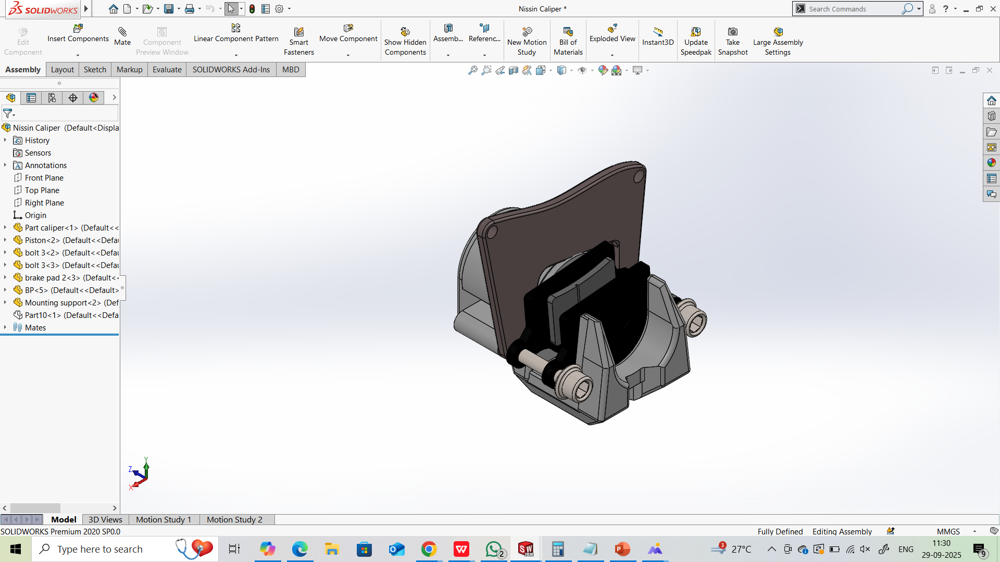 SOLIDWORKS
Nissin Caliper *
Search Commands
?
Edit Component
Insert Components
Mate
Component Preview Window
Linear Component Pattern
Smart Fasteners
Move Component
Show Hidden Components
Assemb...
Referenc...
New Motion Study
Bill of Materials
Exploded View
Instant3D
Update Speedpak
Take Snapshot
Large Assembly Settings
Assembly
Layout
Sketch
Markup
Evaluate
SOLIDWORKS Add-Ins
MBD
Nissin Caliper (Default<Displa
History
Sensors
Annotations
Front Plane
Top Plane
Right Plane
Origin
Part caliper<1> (Default<<
Piston<2> (Default<<Defau
bolt 3<2> (Default<<Defau
bolt 3<3> (Default<<Defau
brake pad 2<3> (Default<<
BP<5> (Default<<Default>
Mounting support<2> (Def
Part10<1> (Default<<Defa
Mates
Y
Z
X
Model
3D Views
Motion Study 1
Motion Study 2
SOLIDWORKS Premium 2020 SP0.0
Fully Defined
Editing Assembly
MMGS
Type here to search
W
2
SW
2020
P
3
27°C
ENG
11:30
29-09-2025
9